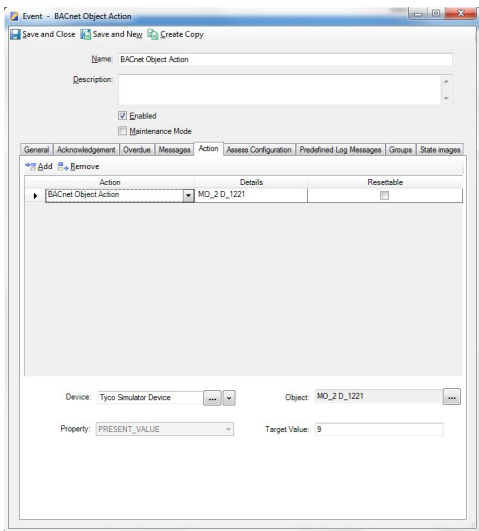 Event - BACnet Object Action
Save and Close Save and New Create Copy
Name: BACnet Object Action
Description:
Enabled
Maintenance Mode
General Acknowledgement Overdue Messages Action Assess Configuration Predefined Log Messages Groups State images
Add Remove
Action Details Resettable
BACnet Object Action MO_2 D_1221
Device: Tyco Simulator Device ... Object: MO_2 D_1221 ...
Property: PRESENT_VALUE Target Value: 9